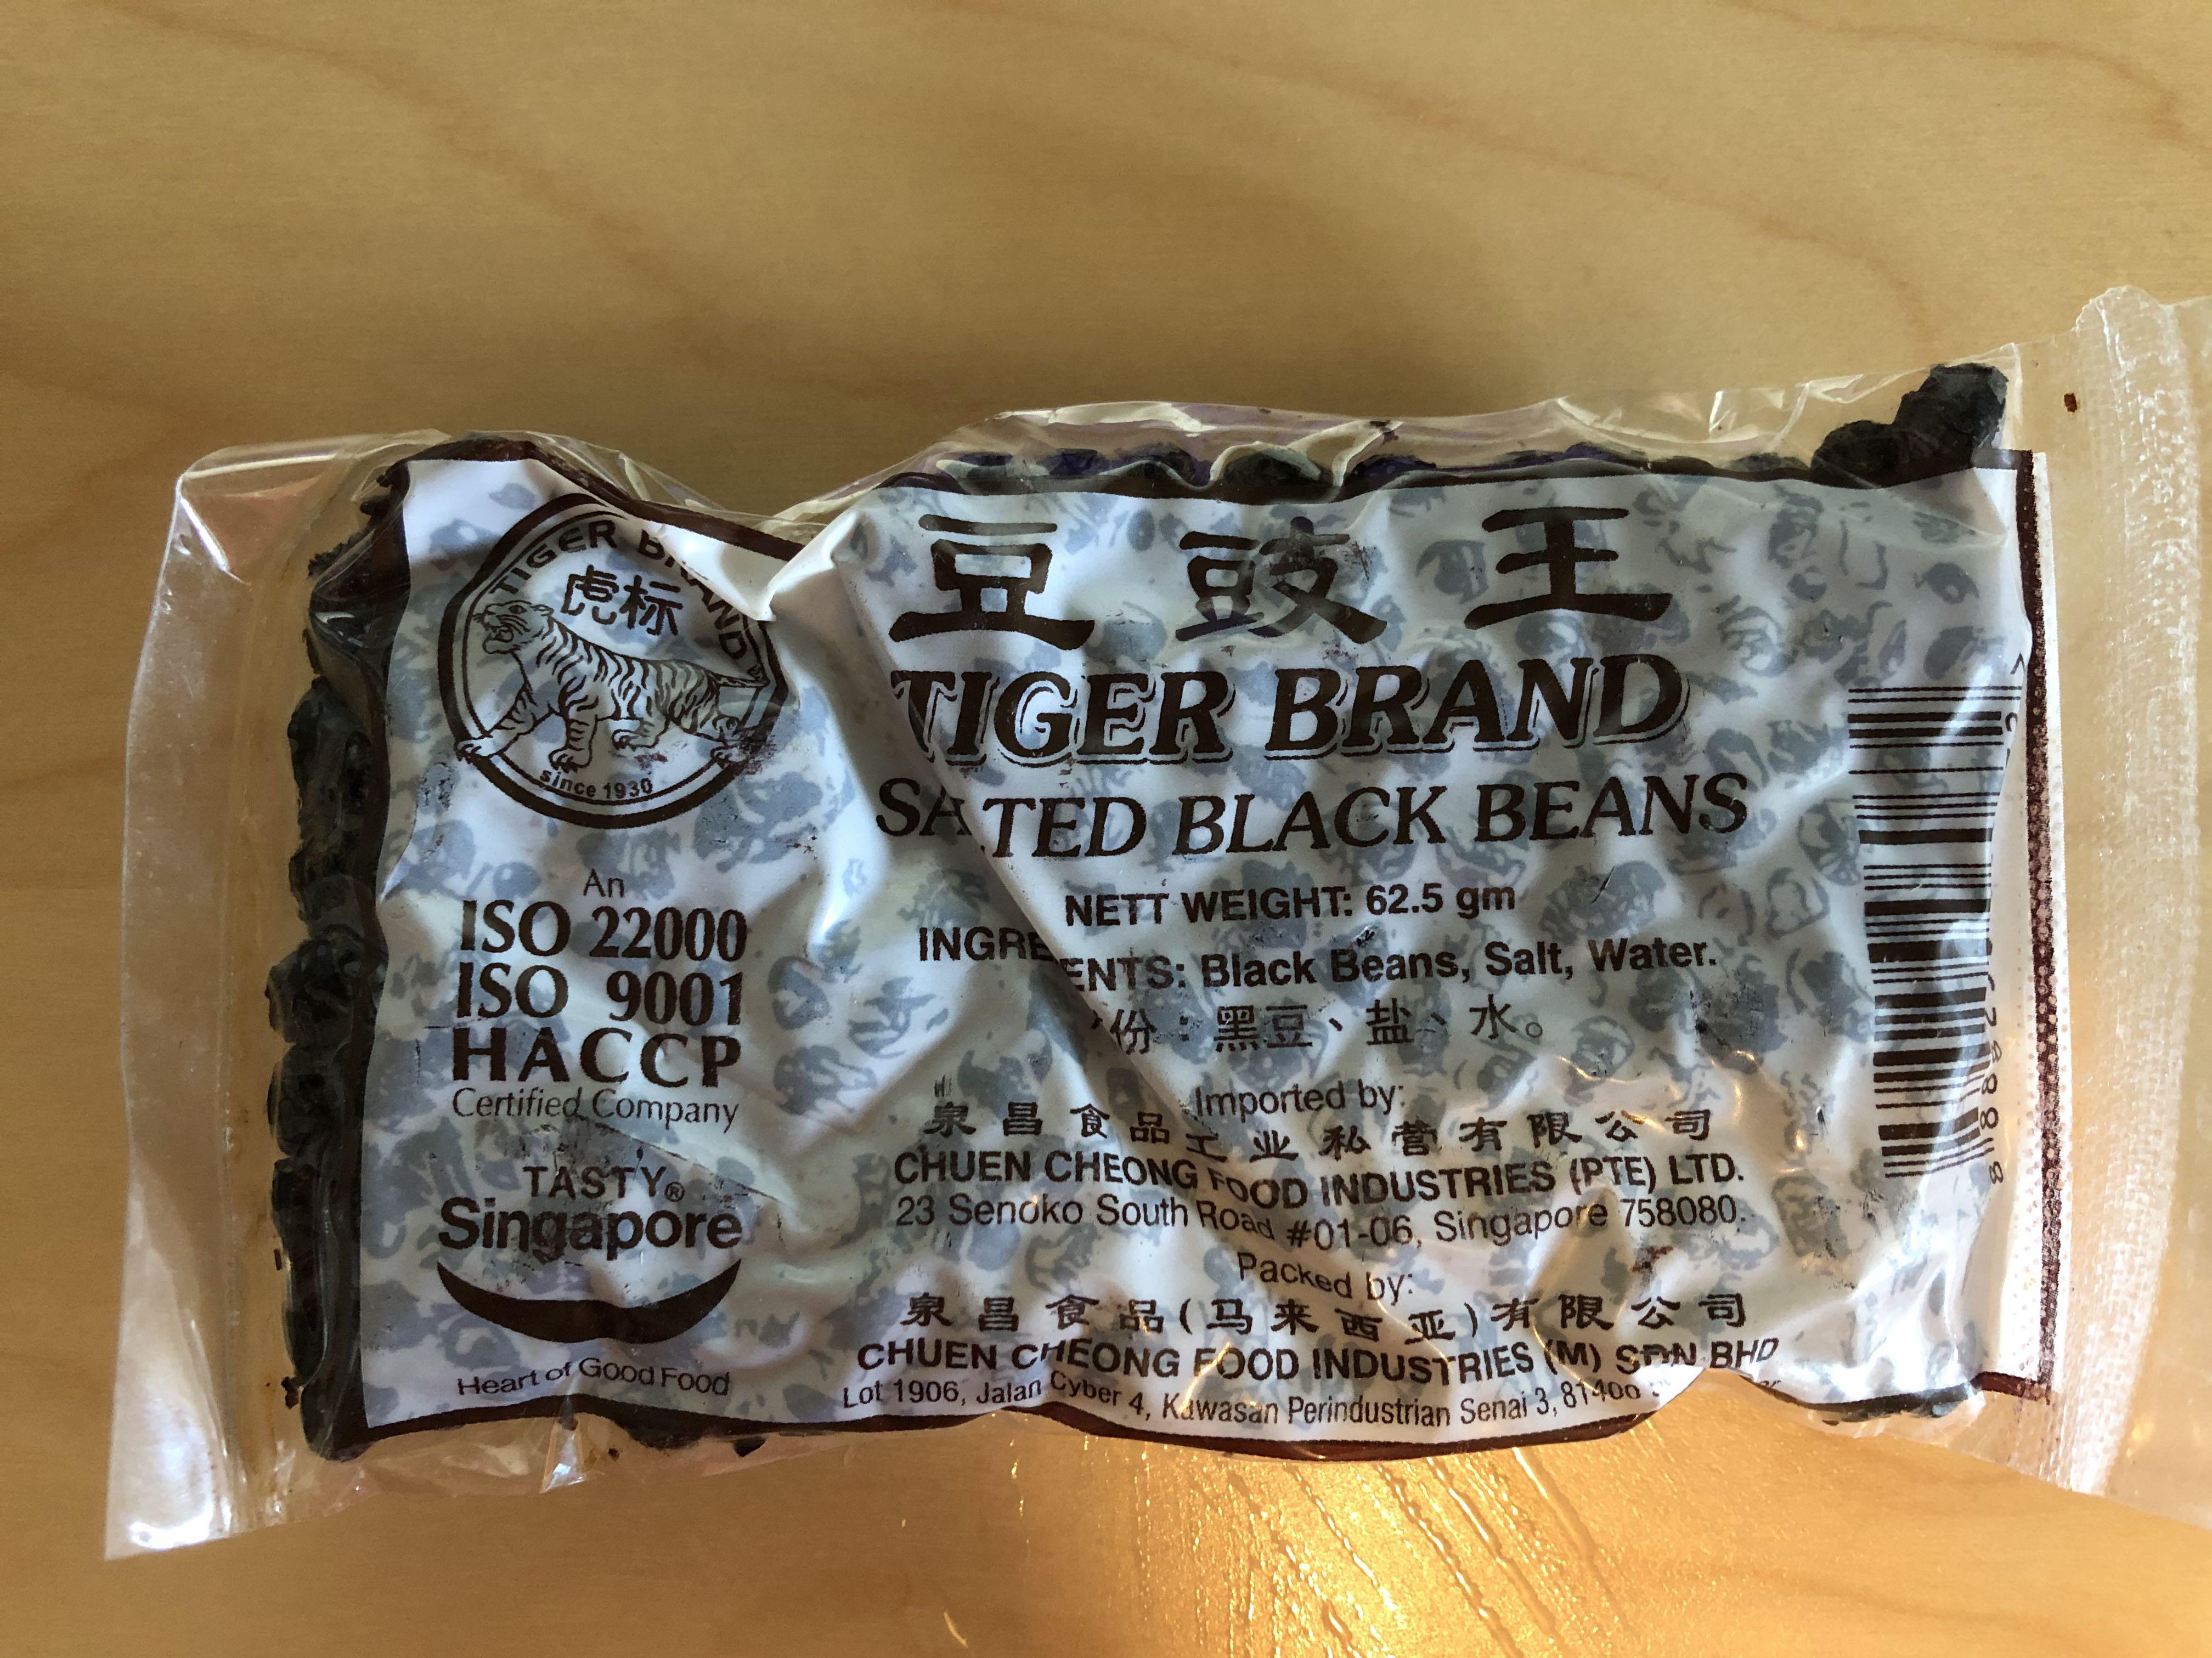 TIGER BRAND
虎标
since 1930
An
ISO 22000
ISO 9001
HACCP
Certified Company
TASTY®
Singapore
Heart of Good Food
豆豉王
TIGER BRAND
SA TED BLACK BEANS
NETT WEIGHT: 62.5 gm
INGRE ENTS: Black Beans, Salt, Water.
份：黑豆、盐、水。
Imported by:
泉昌食品工业私营有限公司
CHUEN CHEONG FOOD INDUSTRIES (PTE) LTD.
23 Senoko South Road #01-06, Singapore 758080.
Packed by:
泉昌食品(马来西亚)有限公司
CHUEN CHEONG FOOD INDUSTRIES (M) SDN BHD
Lot 1906, Jalan Cyber 4, Kawasan Perindustrian Senai 3, 81400